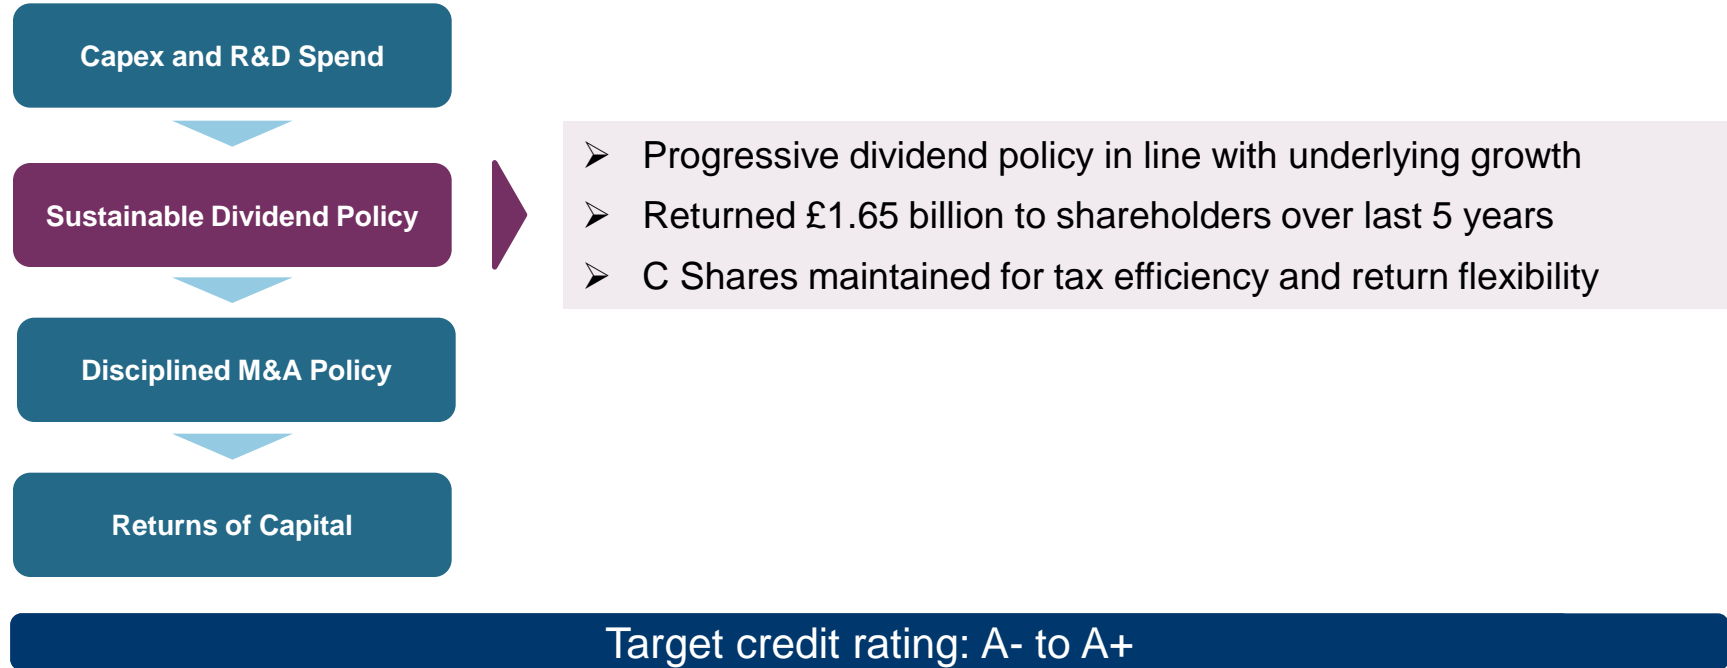 Capex and R&D Spend
Sustainable Dividend Policy
➢ Progressive dividend policy in line with underlying growth
➢ Returned £1.65 billion to shareholders over last 5 years
➢ C Shares maintained for tax efficiency and return flexibility
Disciplined M&A Policy
Returns of Capital
Target credit rating: A- to A+